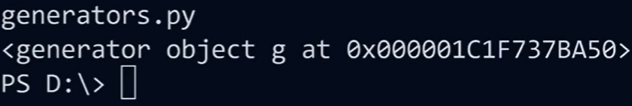 generators.py
<generator object g at 0x000001C1F737BA50>
PS D:\>